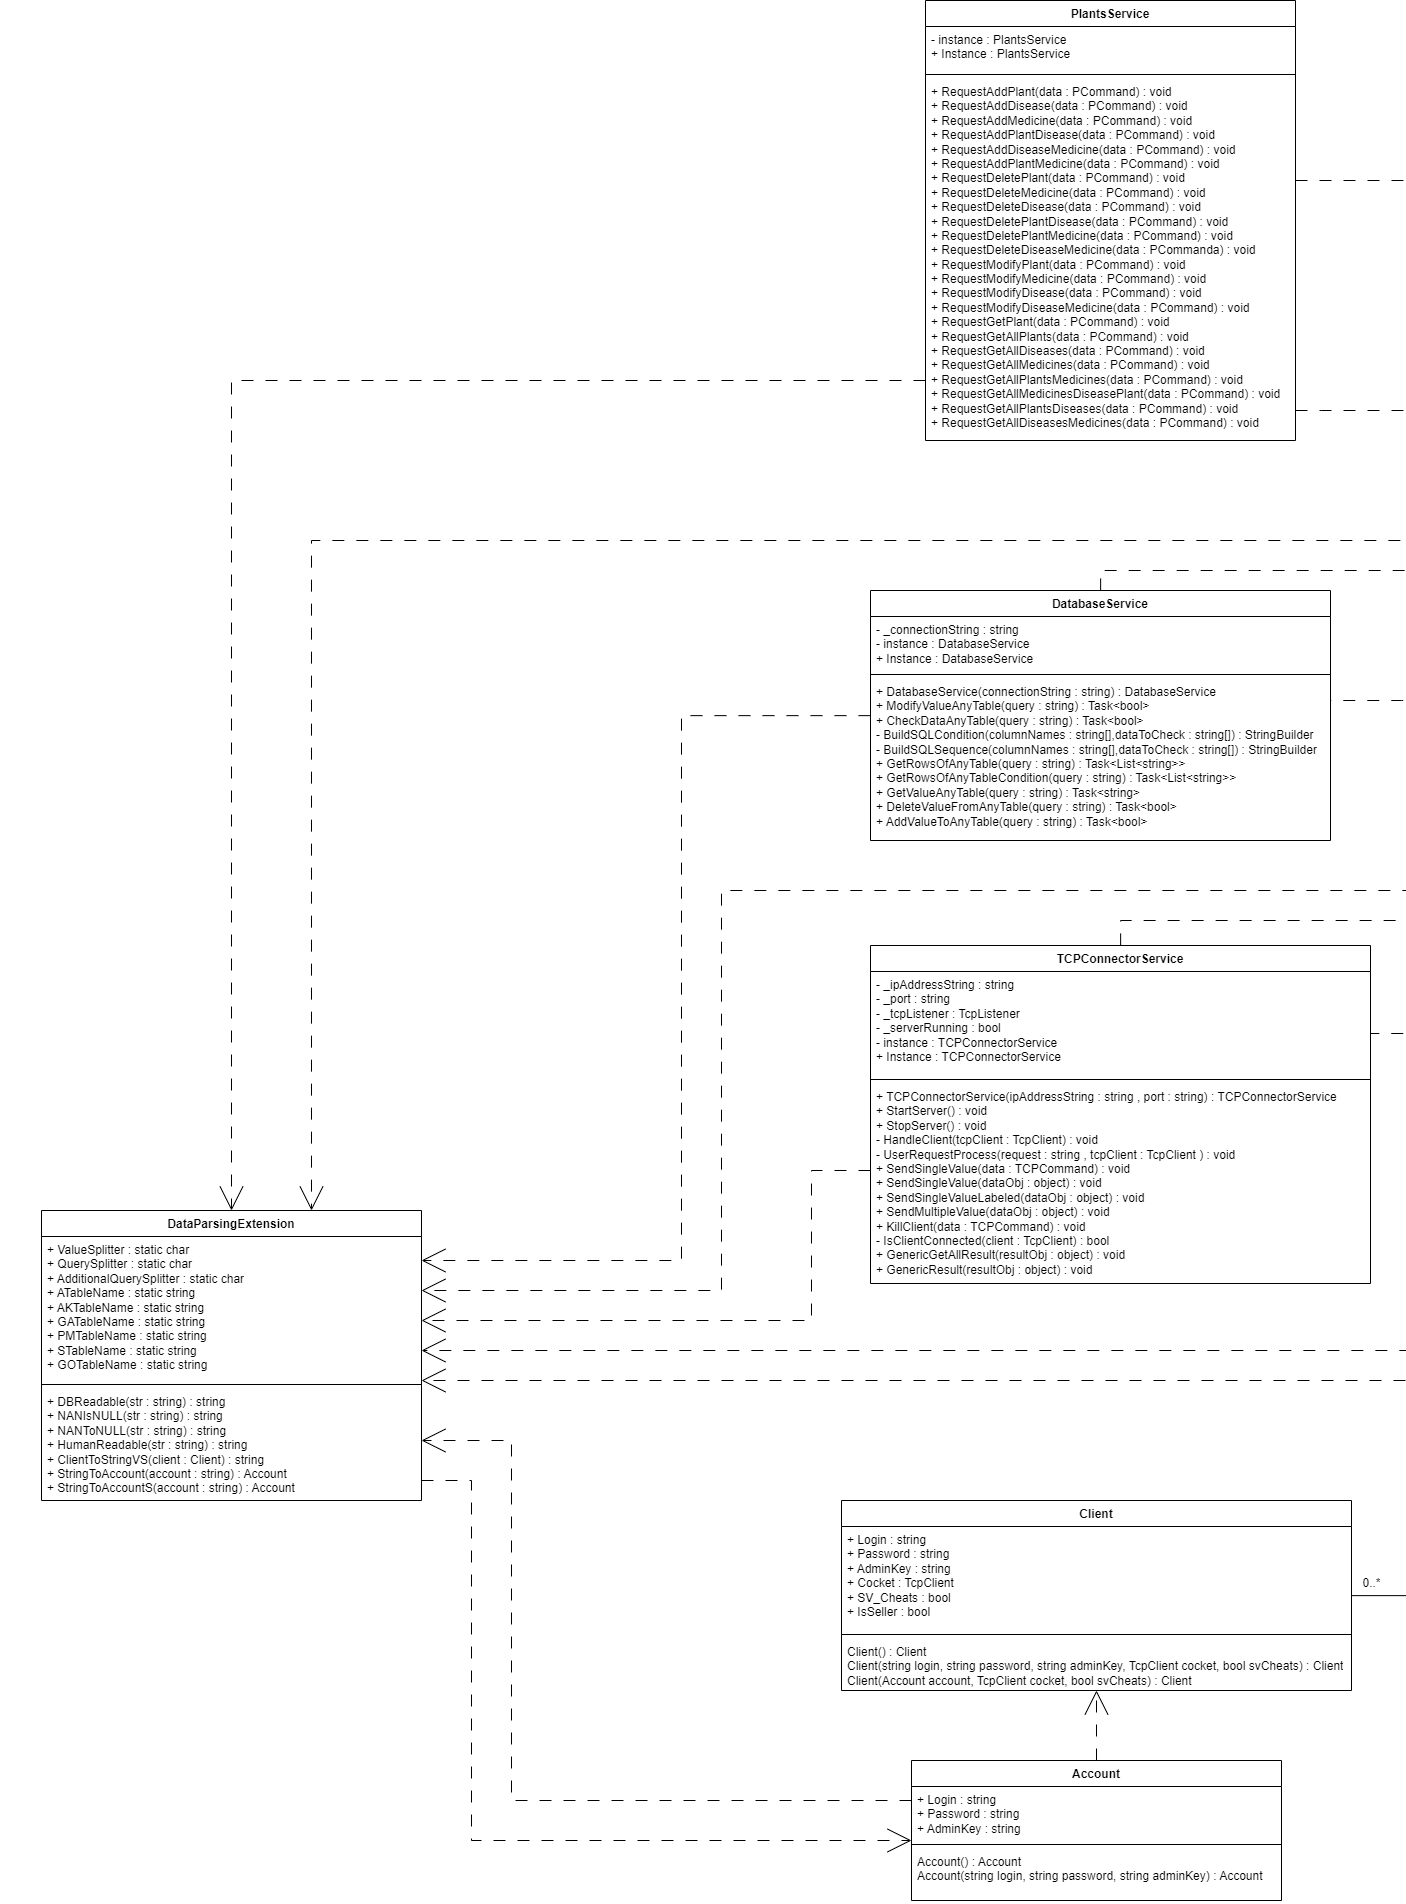 PlantsService
- instance : PlantsService
+ Instance : PlantsService
+ RequestAddPlant(data : PCommand) : void
+ RequestAddDisease(data : PCommand) : void
+ RequestAddMedicine(data : PCommand) : void
+ RequestAddPlantDisease(data : PCommand) : void
+ RequestAddDiseaseMedicine(data : PCommand) : void
+ RequestAddPlantMedicine(data : PCommand) : void
+ RequestDeletePlant(data : PCommand) : void
+ RequestDeleteMedicine(data : PCommand) : void
+ RequestDeleteDisease(data : PCommand) : void
+ RequestDeletePlantDisease(data : PCommand) : void
+ RequestDeletePlantMedicine(data : PCommand) : void
+ RequestDeleteDiseaseMedicine(data : PCommanda) : void
+ RequestModifyPlant(data : PCommand) : void
+ RequestModifyMedicine(data : PCommand) : void
+ RequestModifyDisease(data : PCommand) : void
+ RequestModifyDiseaseMedicine(data : PCommand) : void
+ RequestGetPlant(data : PCommand) : void
+ RequestGetAllPlants(data : PCommand) : void
+ RequestGetAllDiseases(data : PCommand) : void
+ RequestGetAllMedicines(data : PCommand) : void
+ RequestGetAllPlantsMedicines(data : PCommand) : void
+ RequestGetAllMedicinesDiseasePlant(data : PCommand) : void
+ RequestGetAllPlantsDiseases(data : PCommand) : void
+ RequestGetAllDiseasesMedicines(data : PCommand) : void
DatabaseService
- _connectionString : string
- instance : DatabaseService
+ Instance : DatabaseService
+ DatabaseService(connectionString : string) : DatabaseService
+ ModifyValueAnyTable(query : string) : Task<bool>
+ CheckDataAnyTable(query : string) : Task<bool>
- BuildSQLCondition(columnNames : string[],dataToCheck : string[]) : StringBuilder
- BuildSQLSequence(columnNames : string[],dataToCheck : string[]) : StringBuilder
+ GetRowsOfAnyTable(query : string) : Task<List<string>>
+ GetRowsOfAnyTableCondition(query : string) : Task<List<string>>
+ GetValueAnyTable(query : string) : Task<string>
+ DeleteValueFromAnyTable(query : string) : Task<bool>
+ AddValueToAnyTable(query : string) : Task<bool>
TCPConnectorService
- _ipAddressString : string
- _port : string
- _tcpListener : TcpListener
- _serverRunning : bool
- instance : TCPConnectorService
+ Instance : TCPConnectorService
+ TCPConnectorService(ipAddressString : string , port : string) : TCPConnectorService
+ StartServer() : void
+ StopServer() : void
- HandleClient(tcpClient : TcpClient) : void
- UserRequestProcess(request : string , tcpClient : TcpClient ) : void
+ SendSingleValue(data : TCPCommand) : void
+ SendSingleValue(dataObj : object) : void
+ SendSingleValueLabeled(dataObj : object) : void
+ SendMultipleValue(dataObj : object) : void
+ KillClient(data : TCPCommand) : void
- IsClientConnected(client : TcpClient) : bool
+ GenericGetAllResult(resultObj : object) : void
+ GenericResult(resultObj : object) : void
DataParsingExtension
+ ValueSplitter : static char
+ QuerySplitter : static char
+ AdditionalQuerySplitter : static char
+ ATableName : static string
+ AKTableName : static string
+ GATableName : static string
+ PMTableName : static string
+ STableName : static string
+ GOTableName : static string
+ DBReadable(str : string) : string
+ NANIsNULL(str : string) : string
+ NANToNULL(str : string) : string
+ HumanReadable(str : string) : string
+ ClientToStringVS(client : Client) : string
+ StringToAccount(account : string) : Account
+ StringToAccountS(account : string) : Account
Client
+ Login : string
+ Password : string
+ AdminKey : string
+ Cocket : TcpClient
+ SV_Cheats : bool
+ IsSeller : bool
0..*
Client() : Client
Client(string login, string password, string adminKey, TcpClient cocket, bool svCheats) : Client
Client(Account account, TcpClient cocket, bool svCheats) : Client
Account
+ Login : string
+ Password : string
+ AdminKey : string
Account() : Account
Account(string login, string password, string adminKey) : Account